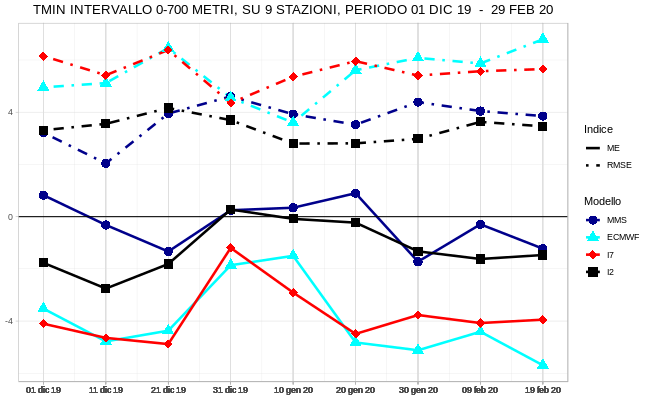 TMIN INTERVALLO 0-700 METRI, SU 9 STAZIONI, PERIODO 01 DIC 19 - 29 FEB 20
4
0
-4
01 dic 19 11 dic 19 21 dic 19 31 dic 19 10 gen 20 20 gen 20 30 gen 20 09 feb 20 19 feb 20
Indice
ME
RMSE
Modello
MMS
ECMWF
I7
I2